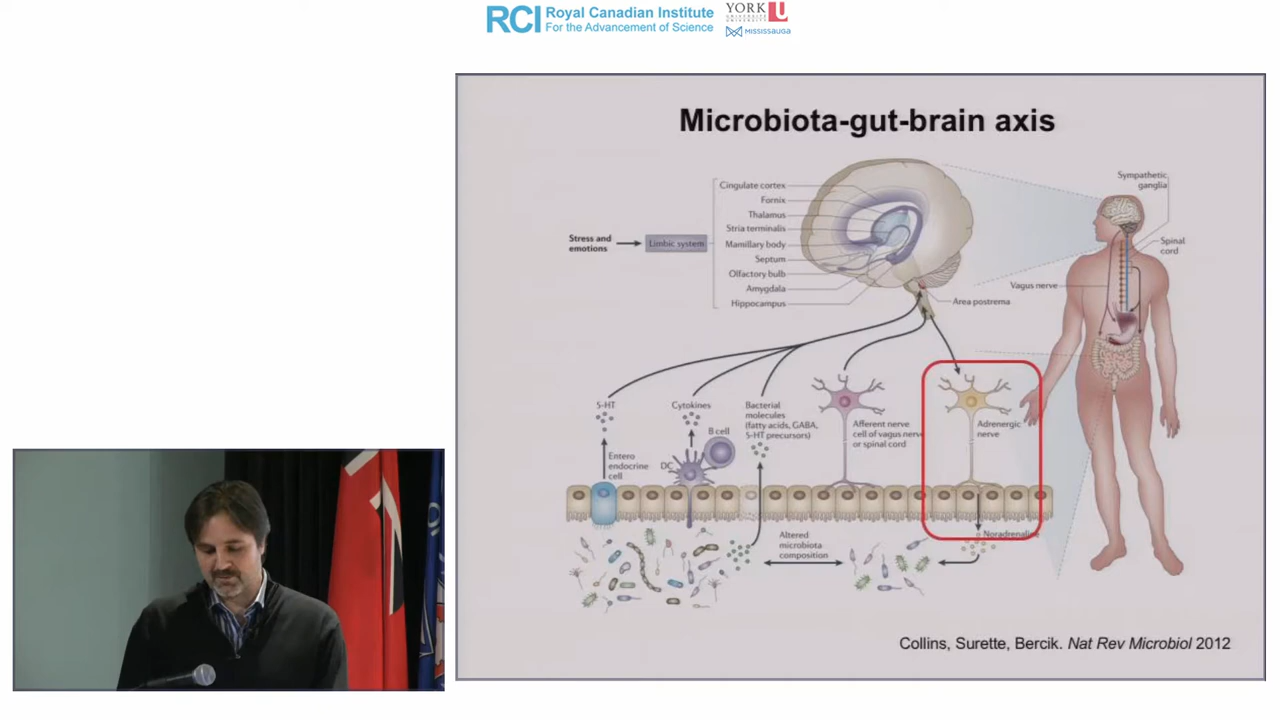 RCI Royal Canadian Institute
For the Advancement of Science
YORK U
UNIVERSITÉ
UNIVERSITY
MISSISSAUGA
Microbiota-gut-brain axis
Stress and
emotions
Limbic system
Cingulate cortex
Fornix
Thalamus
Stria terminalis
Mamillary body
Septum
Olfactory bulb
Amygdala
Hippocampus
Area postrema
Sympathetic
ganglia
Spinal
cord
Vagus nerve
5-HT
Cytokines
Bacterial
molecules
(fatty acids, GABA,
5-HT precursors)
B cell
DC
Entero
endocrine
cell
Afferent nerve
cell of vagus nerve
or spinal cord
Adrenergic
nerve
Noradrenaline
Altered
microbiota
composition
Collins, Surette, Bercik. Nat Rev Microbiol 2012